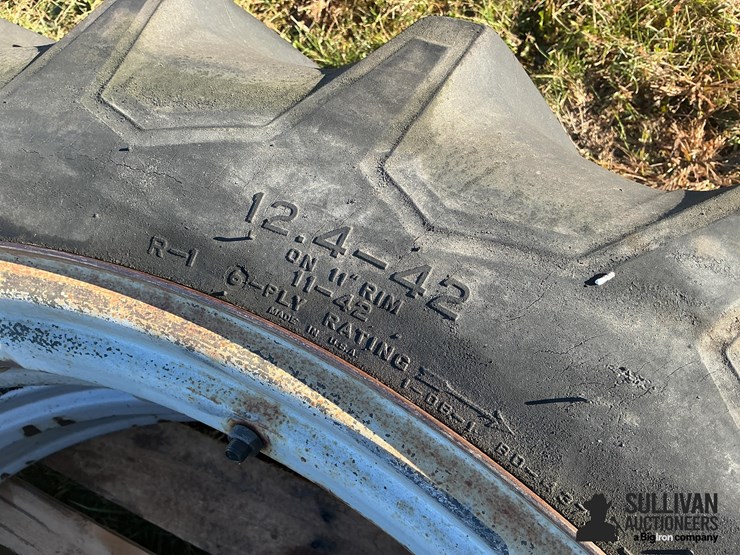 12.4-42
ON 11" RIM
11-42
R-1 6-PLY RATING
MADE IN U.S.A
SULLIVAN
AUCTIONEERS
a BigIron company